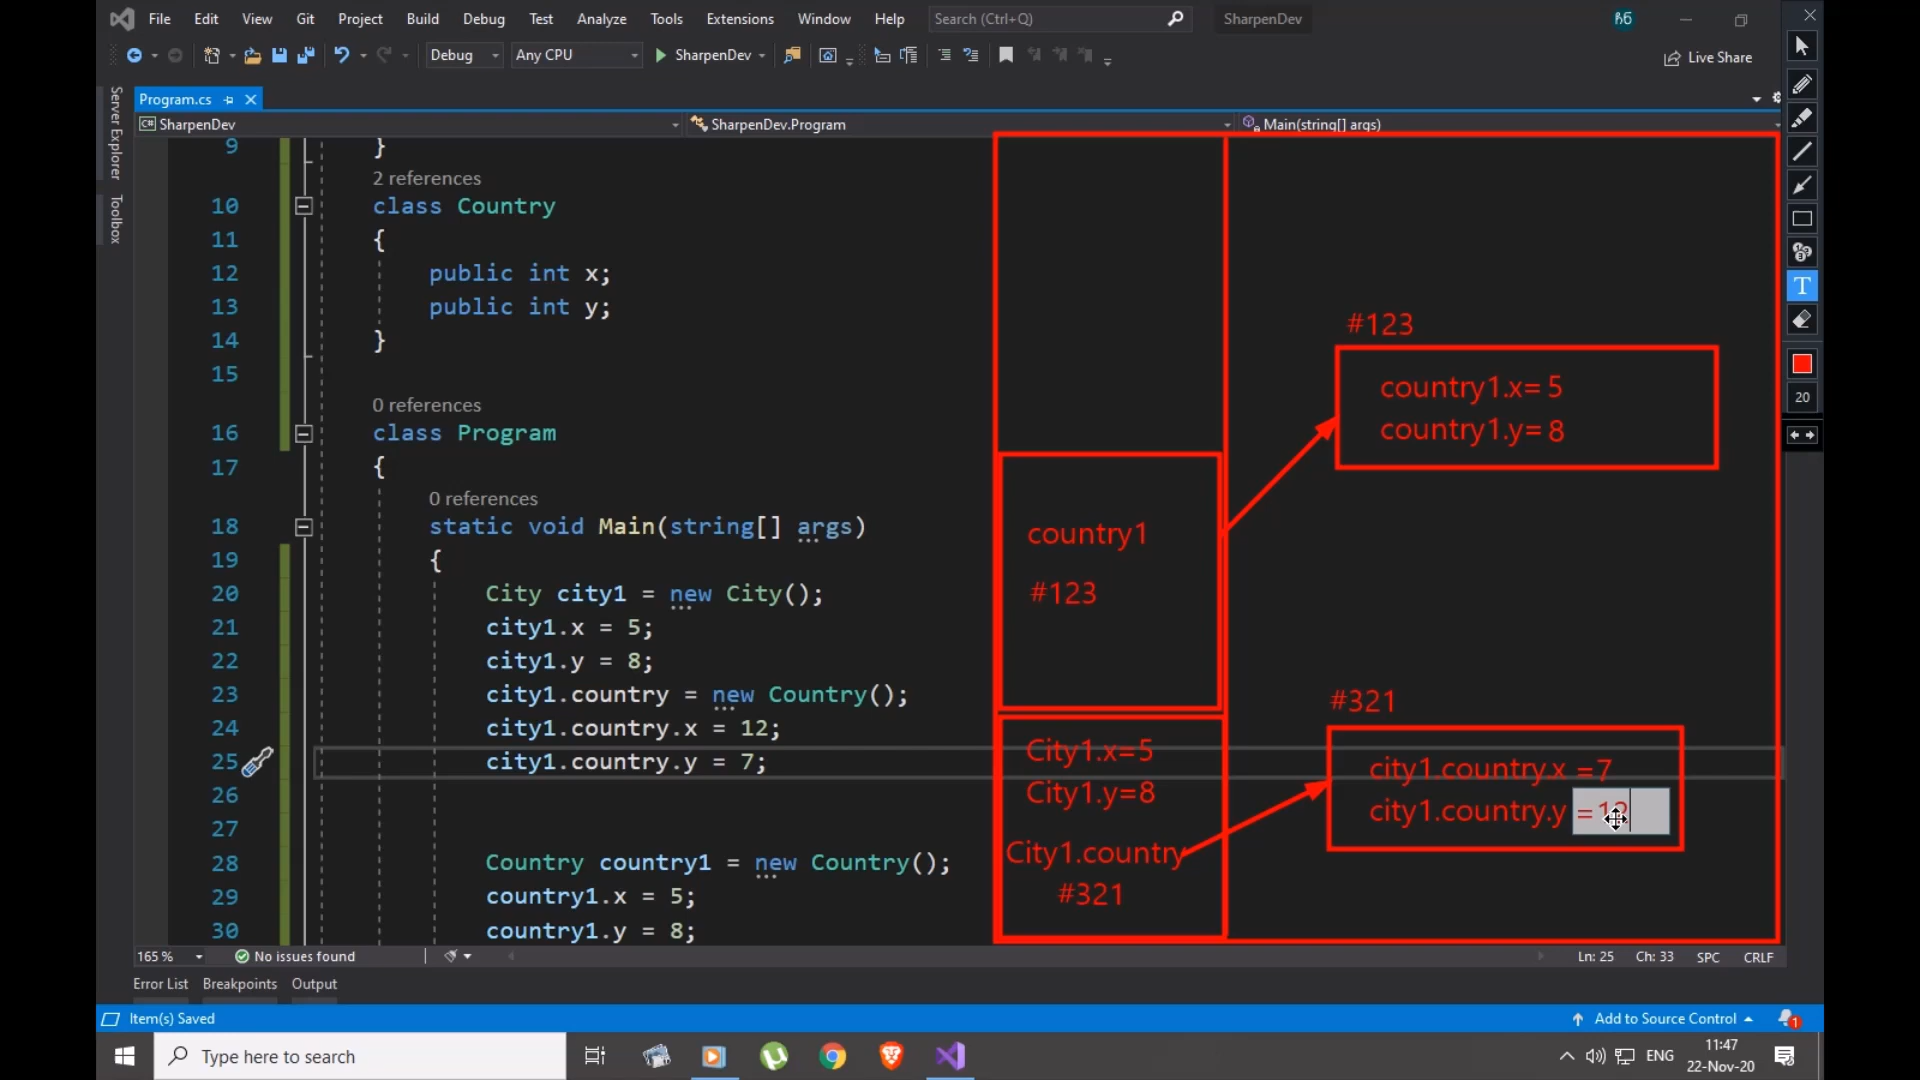 File Edit View Git Project Build Debug Test Analyze Tools Extensions Window Help Search (Ctrl+Q) SharpenDev ჩб
Debug Any CPU SharpenDev Live Share
Server Explorer
Toolbox
Program.cs
C# SharpenDev SharpenDev.Program Main(string[] args)
9 }
2 references
10 class Country
11 {
12 public int x;
13 public int y;
14 }
15
0 references
16 class Program
17 {
0 references
18 static void Main(string[] args)
19 {
20 City city1 = new City();
21 city1.x = 5;
22 city1.y = 8;
23 city1.country = new Country();
24 city1.country.x = 12;
25 city1.country.y = 7;
26
27
28 Country country1 = new Country();
29 country1.x = 5;
30 country1.y = 8;
#123
country1.x= 5
country1.y= 8
country1
#123
#321
City1.x=5
City1.y=8
City1.country
#321
city1.country.x =7
city1.country.y =12
T
20
165 % No issues found Ln: 25 Ch: 33 SPC CRLF
Error List Breakpoints Output
Item(s) Saved Add to Source Control 1
Type here to search ENG 11:47
22-Nov-20